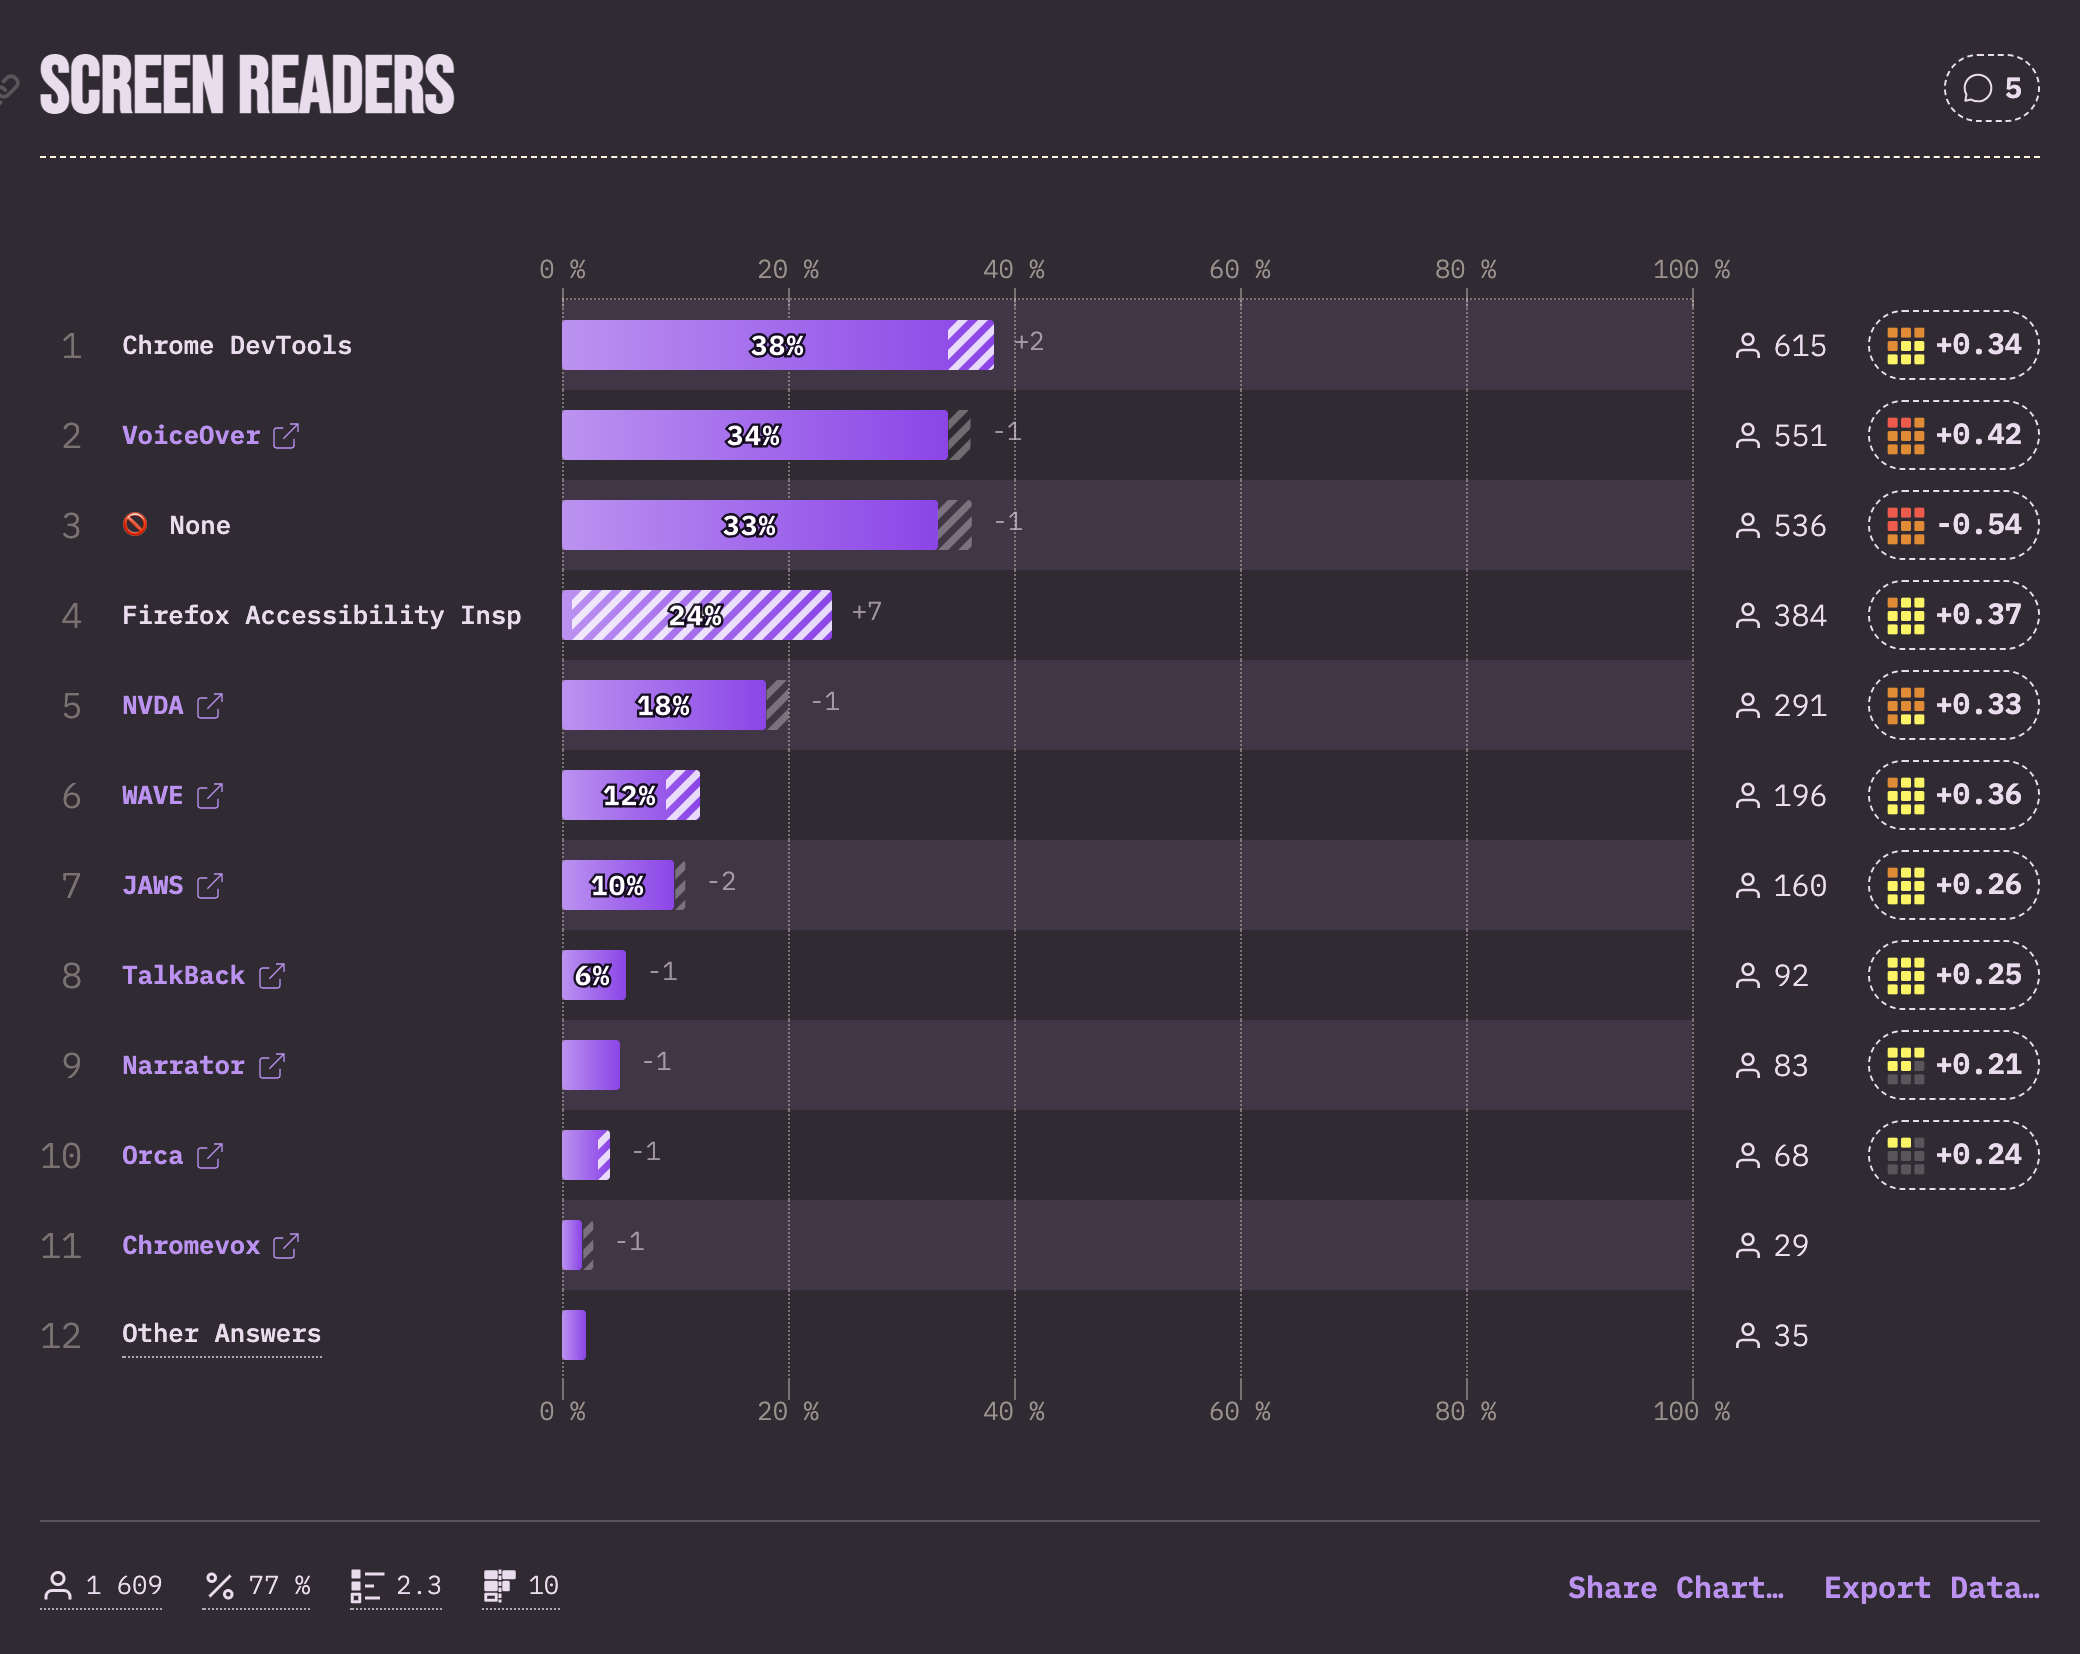 SCREEN READERS
5
0 % 20 % 40 % 60 % 80 % 100 %
1 Chrome DevTools 38% +2 615 +0.34
2 VoiceOver 34% -1 551 +0.42
3 None 33% -1 536 -0.54
4 Firefox Accessibility Insp 24% +7 384 +0.37
5 NVDA 18% -1 291 +0.33
6 WAVE 12% 196 +0.36
7 JAWS 10% -2 160 +0.26
8 TalkBack 6% -1 92 +0.25
9 Narrator -1 83 +0.21
10 Orca -1 68 +0.24
11 Chromevox -1 29
12 Other Answers 35
0 % 20 % 40 % 60 % 80 % 100 %
1 609 77 % 2.3 10 Share Chart… Export Data…